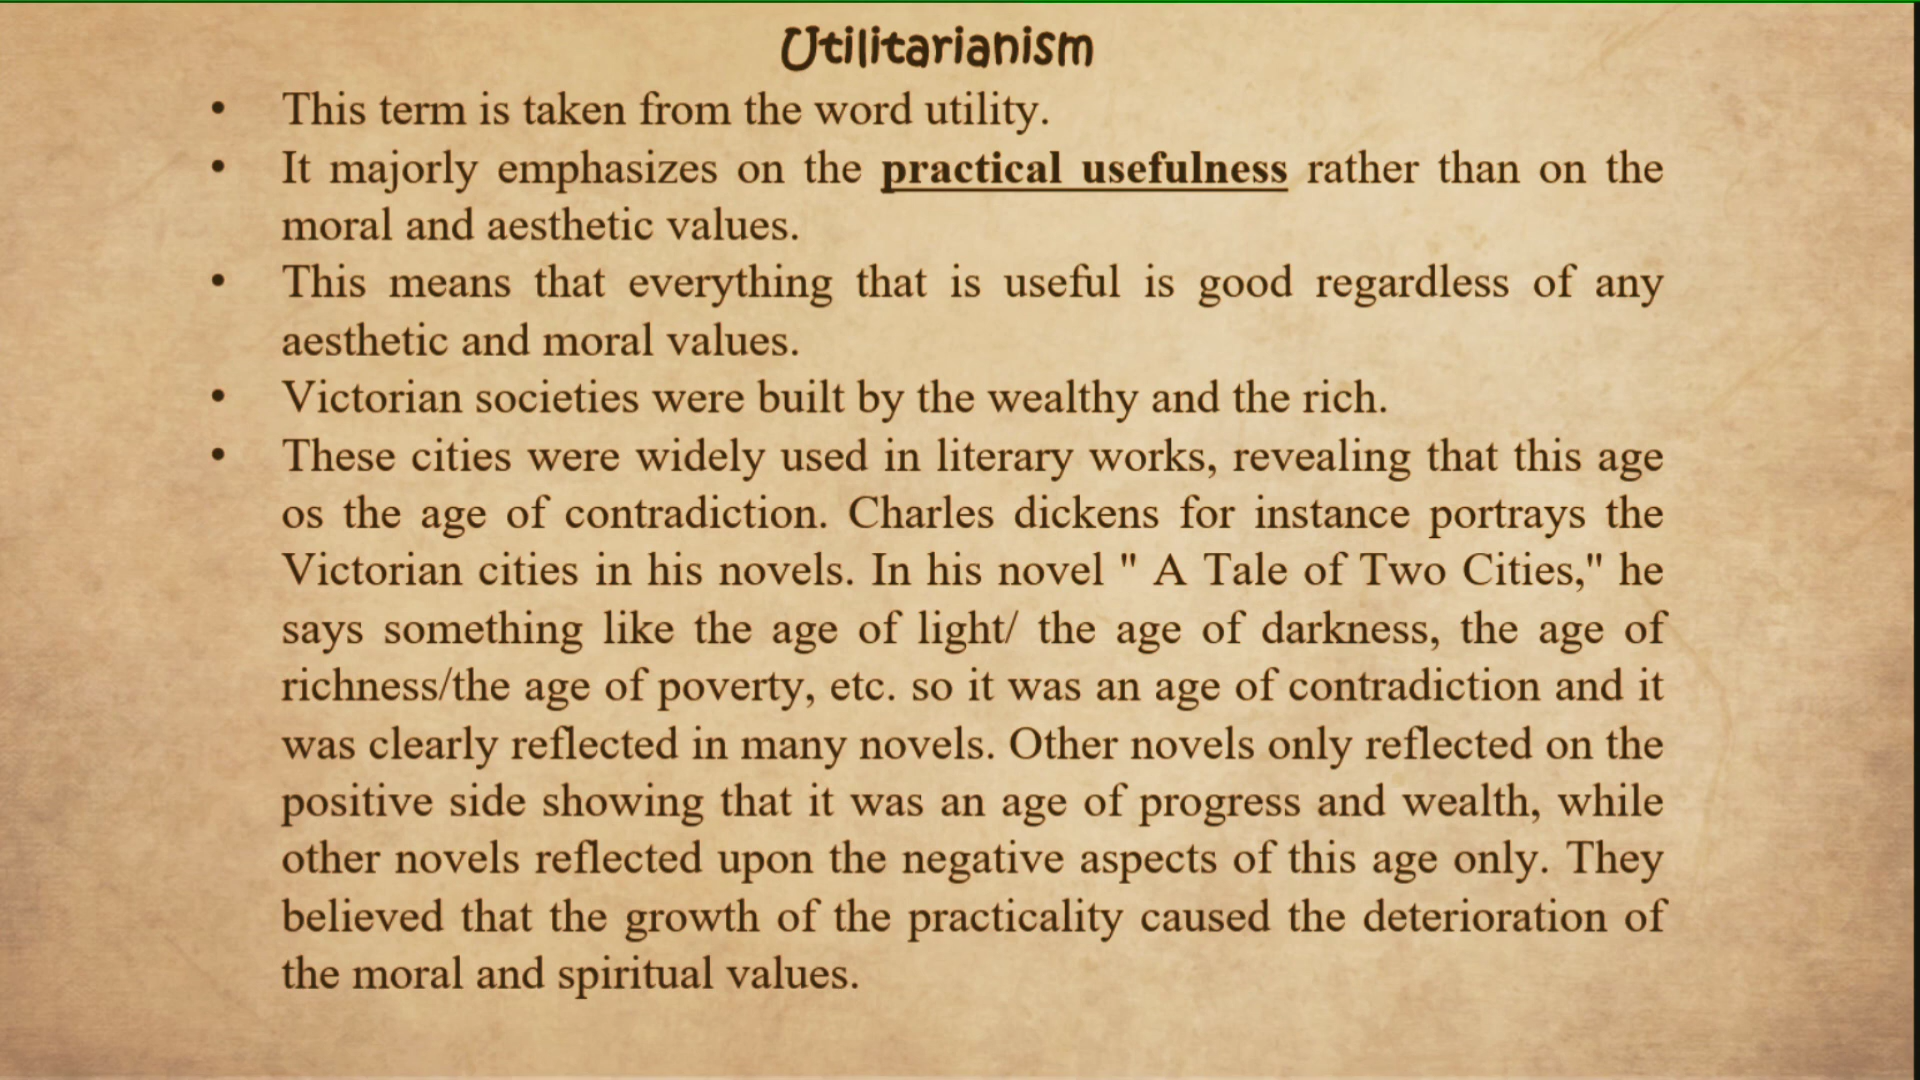 Utilitarianism
• This term is taken from the word utility.
• It majorly emphasizes on the practical usefulness rather than on the
moral and aesthetic values.
• This means that everything that is useful is good regardless of any
aesthetic and moral values.
• Victorian societies were built by the wealthy and the rich.
• These cities were widely used in literary works, revealing that this age
os the age of contradiction. Charles dickens for instance portrays the
Victorian cities in his novels. In his novel " A Tale of Two Cities," he
says something like the age of light/ the age of darkness, the age of
richness/the age of poverty, etc. so it was an age of contradiction and it
was clearly reflected in many novels. Other novels only reflected on the
positive side showing that it was an age of progress and wealth, while
other novels reflected upon the negative aspects of this age only. They
believed that the growth of the practicality caused the deterioration of
the moral and spiritual values.